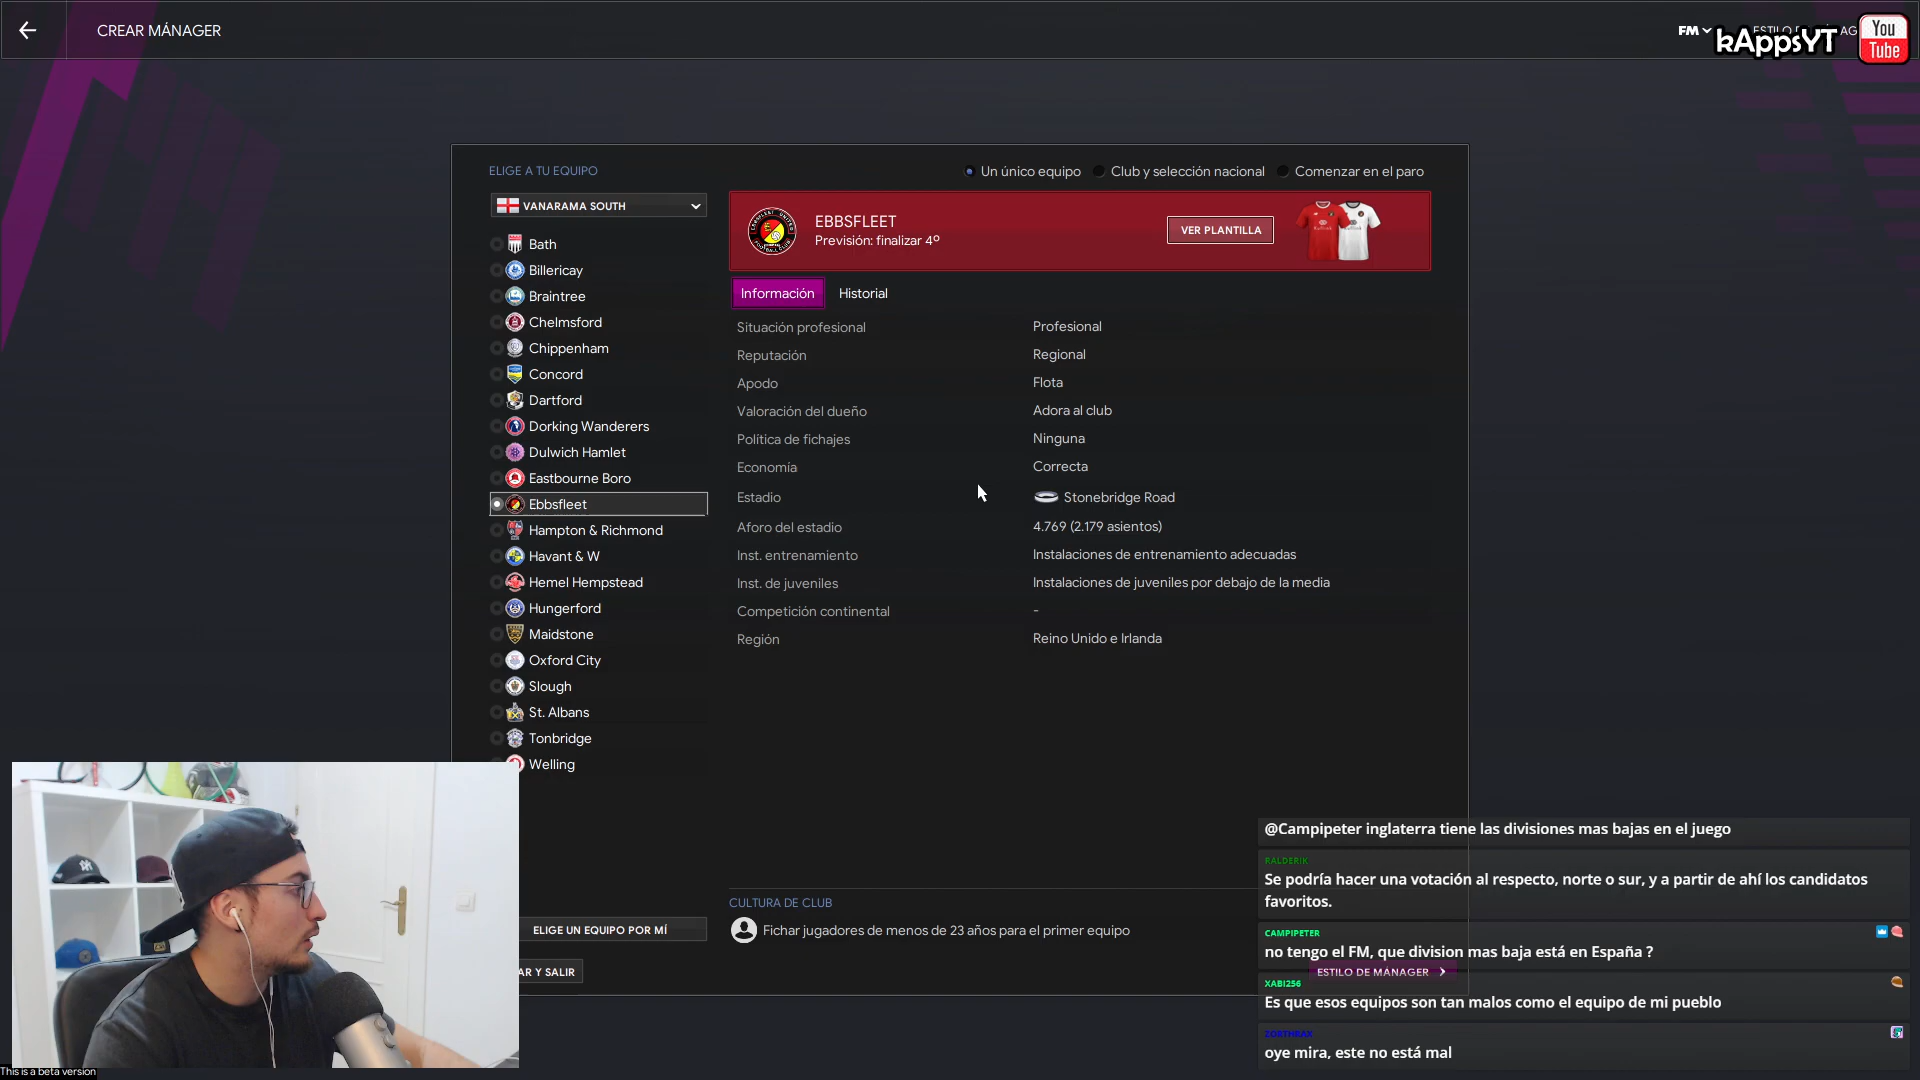 CREAR MÁNAGER
FM
kAppsYT
You
Tube
ELIGE A TU EQUIPO
Un único equipo
Club y selección nacional
Comenzar en el paro
VANARAMA SOUTH
EBBSFLEET
Previsión: finalizar 4º
VER PLANTILLA
Bath
Billericay
Braintree
Chelmsford
Chippenham
Concord
Dartford
Dorking Wanderers
Dulwich Hamlet
Eastbourne Boro
Ebbsfleet
Hampton & Richmond
Havant & W
Hemel Hempstead
Hungerford
Maidstone
Oxford City
Slough
St. Albans
Tonbridge
Welling
Información Historial
Situación profesional Profesional
Reputación Regional
Apodo Flota
Valoración del dueño Adora al club
Política de fichajes Ninguna
Economía Correcta
Estadio Stonebridge Road
Aforo del estadio 4.769 (2.179 asientos)
Inst. entrenamiento Instalaciones de entrenamiento adecuadas
Inst. de juveniles Instalaciones de juveniles por debajo de la media
Competición continental -
Región Reino Unido e Irlanda
CULTURA DE CLUB
Fichar jugadores de menos de 23 años para el primer equipo
ELIGE UN EQUIPO POR MÍ
AR Y SALIR
ESTILO DE MÁNAGER
@Campipeter inglaterra tiene las divisiones mas bajas en el juego
RALDERIK
Se podría hacer una votación al respecto, norte o sur, y a partir de ahí los candidatos
favoritos.
CAMPIPETER
no tengo el FM, que division mas baja está en España ?
XABI256
Es que esos equipos son tan malos como el equipo de mi pueblo
ZORTHRAX
oye mira, este no está mal
This is a beta version